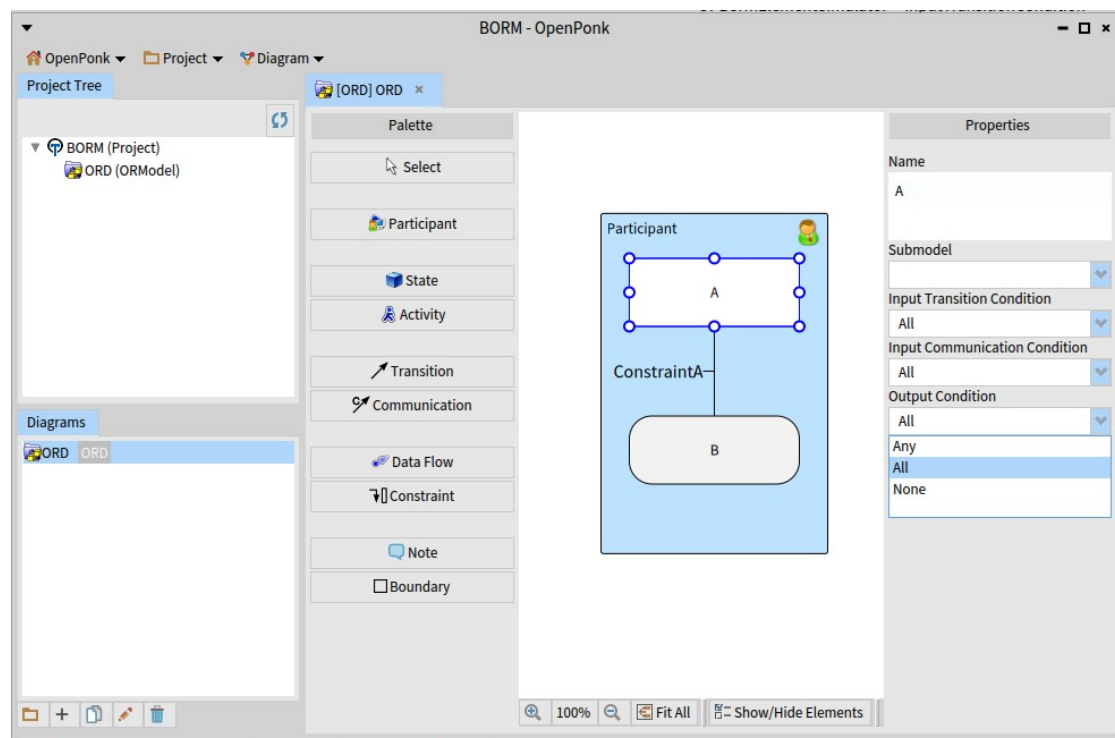 BORM - OpenPonk
OpenPonk Project Diagram
Project Tree
BORM (Project)
ORD (ORModel)
Diagrams
ORD ORD
[ORD] ORD
Palette
Select
Participant
State
Activity
Transition
Communication
Data Flow
Constraint
Note
Boundary
Participant
A
ConstraintA
B
100% Fit All Show/Hide Elements
Properties
Name
A
Submodel
Input Transition Condition
All
Input Communication Condition
All
Output Condition
All
Any
All
None